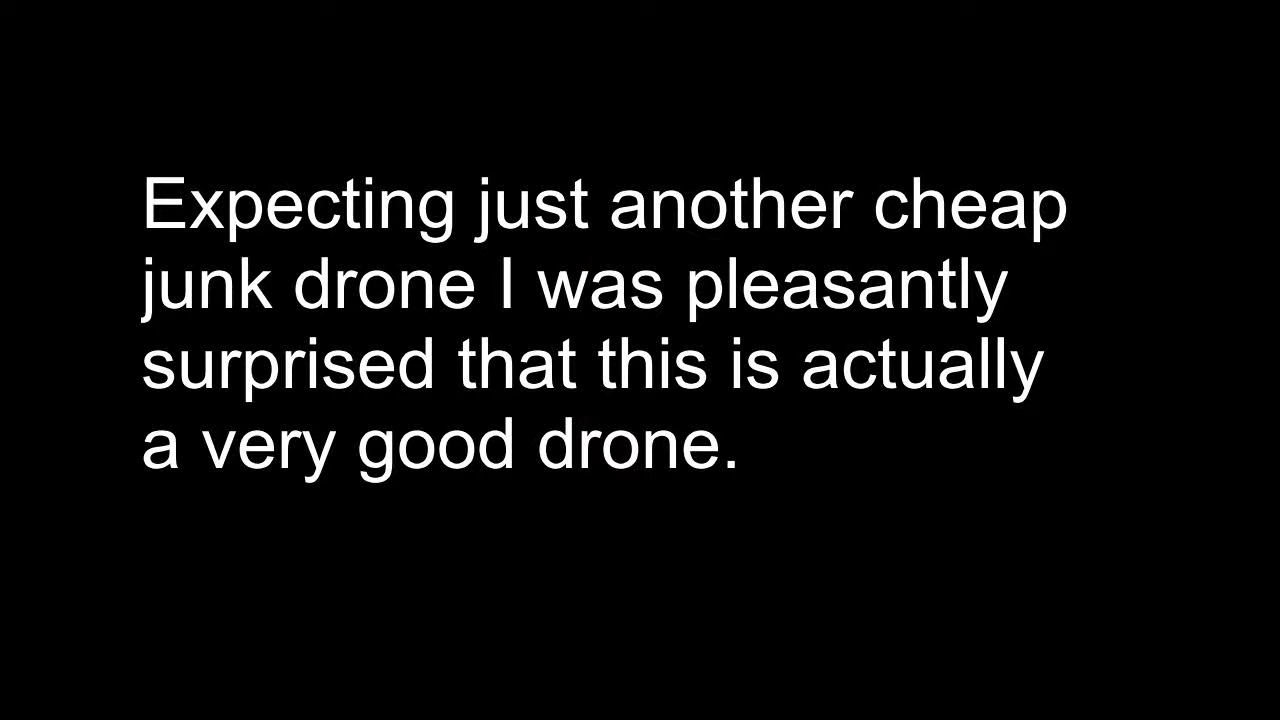 Expecting just another cheap
junk drone I was pleasantly
surprised that this is actually
a very good drone.